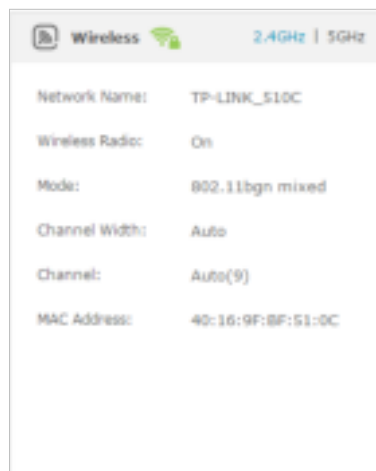 Wireless 2.4GHz | 5GHz
Network Name: TP-LINK_510C
Wireless Radio: On
Mode: 802.11bgn mixed
Channel Width: Auto
Channel: Auto(9)
MAC Address: 40:16:9F:BF:51:0C